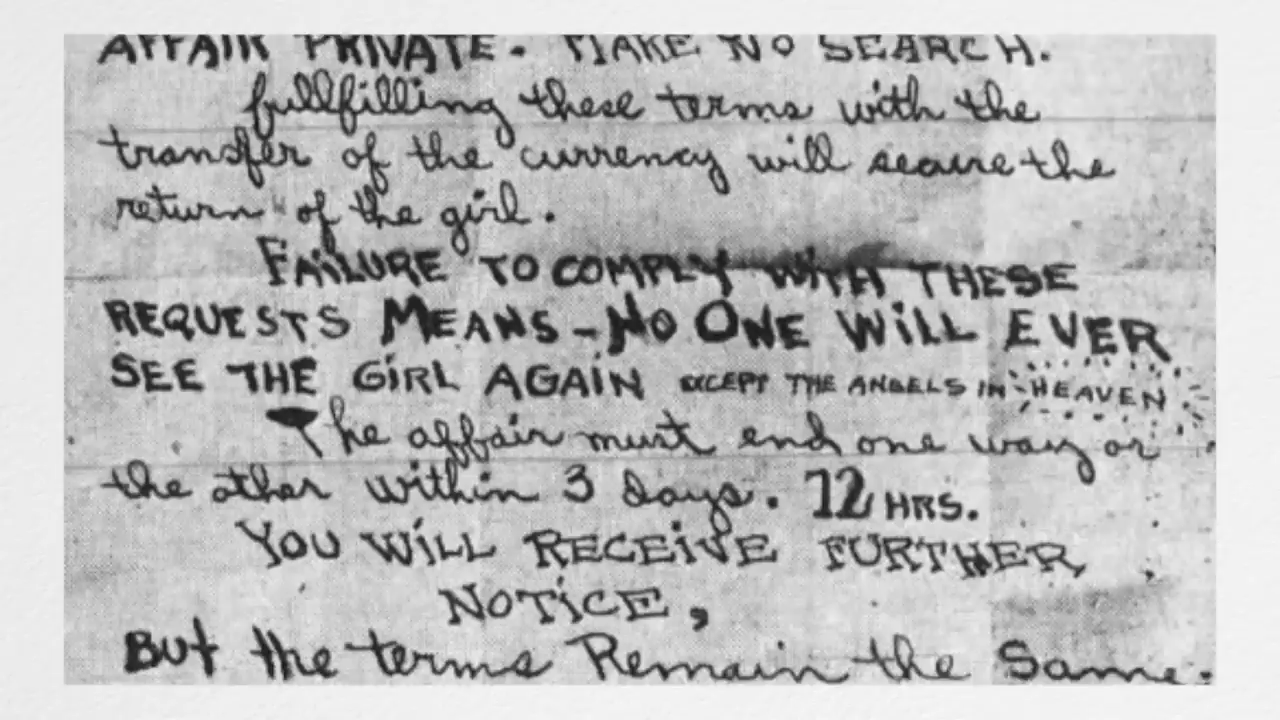 AFFAIR PRIVATE. MAKE NO SEARCH.
fullfilling these terms with the
transfer of the currency will secure the
return of the girl.
FAiLURE TO COMPLY WiTH THESE
REQUESTS MEANS - NO ONE WiLL EVER
SEE THE GiRL AGAiN EXCEPT THE ANGELS IN HEAVEN
The affair must end one way or
the other within 3 days. 72 HRS.
YOU WiLL RECEiVE FURTHER
NOTiCE,
But the terms Remain the Same.